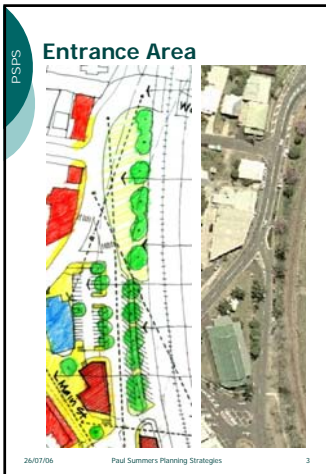 PSPS
Entrance Area
Main St
26/07/06 Paul Summers Planning Strategies 3